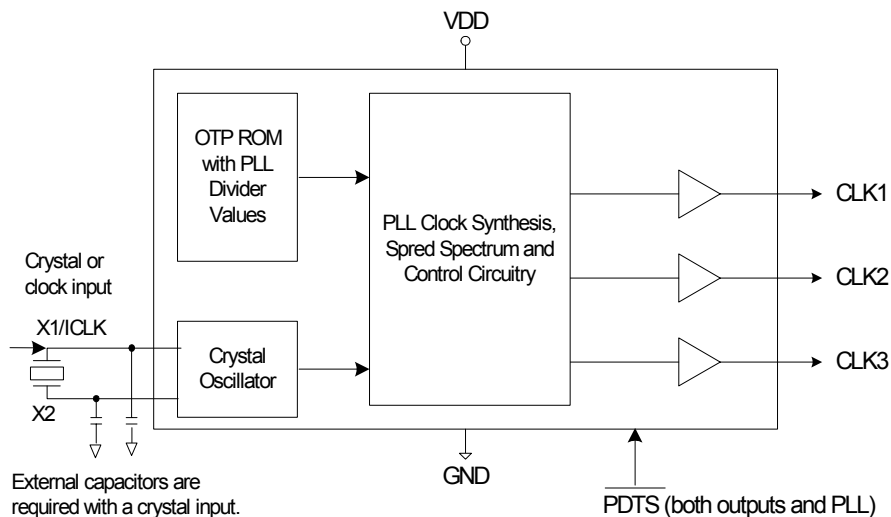 VDD
OTP ROM
with PLL
Divider
Values
PLL Clock Synthesis,
Spred Spectrum and
Control Circuitry
CLK1
CLK2
CLK3
Crystal or
clock input
X1/ICLK
Crystal
Oscillator
X2
External capacitors are
required with a crystal input.
GND
PDTS (both outputs and PLL)